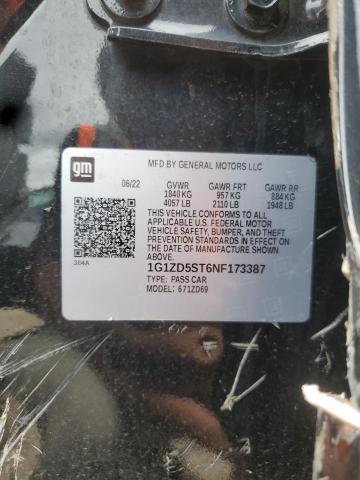 gm
MFD BY GENERAL MOTORS LLC
06/22 GVWR GAWR FRT GAWR RR
1840 KG 957 KG 884 KG
4057 LB 2110 LB 1948 LB
THIS VEHICLE CONFORMS TO ALL APPLICABLE
U.S. FEDERAL MOTOR
VEHICLE SAFETY, BUMPER, AND THEFT
PREVENTION STANDARDS IN EFFECT ON THE
DATE OF MANUFACTURE SHOWN
ABOVE.
384A
1G1ZD5ST6NF173387
TYPE: PASS CAR
MODEL: 671ZD69